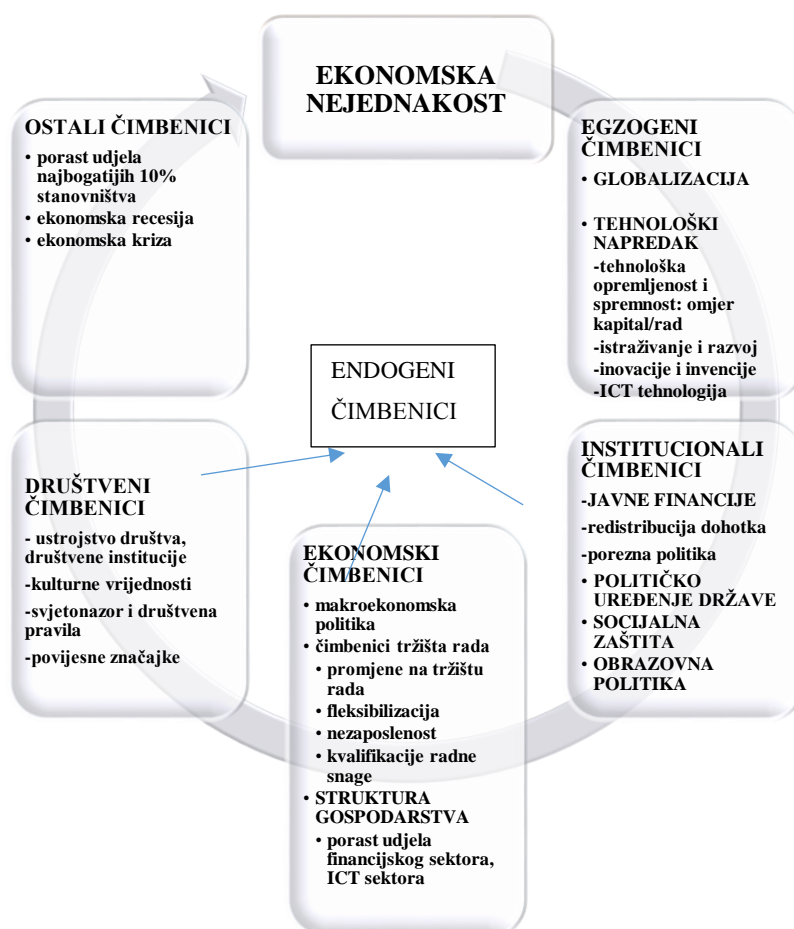 EKONOMSKA
NEJEDNAKOST
EGZOGENI
ČIMBENICI
• GLOBALIZACIJA
• TEHNOLOŠKI
NAPREDAK
-tehnološka
opremljenost i
spremnost: omjer
kapital/rad
-istraživanje i razvoj
-inovacije i invencije
-ICT tehnologija
INSTITUCIONALI
ČIMBENICI
-JAVNE FINANCIJE
-redistribucija dohotka
-porezna politika
• POLITIČKO
UREĐENJE DRŽAVE
• SOCIJALNA
ZAŠTITA
• OBRAZOVNA
POLITIKA
EKONOMSKI
ČIMBENICI
• makroekonomska
politika
• čimbenici tržišta rada
• promjene na tržištu
rada
• fleksibilizacija
• nezaposlenost
• kvalifikacije radne
snage
• STRUKTURA
GOSPODARSTVA
• porast udjela
financijskog sektora,
ICT sektora
DRUŠTVENI
ČIMBENICI
- ustrojstvo društva,
društvene institucije
-kulturne vrijednosti
-svjetonazor i društvena
pravila
-povijesne značajke
OSTALI ČIMBENICI
• porast udjela
najbogatijih 10%
stanovništva
• ekonomska recesija
• ekonomska kriza
ENDOGENI
ČIMBENICI